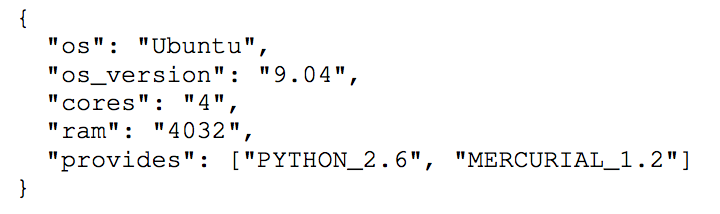 {
  "os": "Ubuntu",
  "os_version": "9.04",
  "cores": "4",
  "ram": "4032",
  "provides": ["PYTHON_2.6", "MERCURIAL_1.2"]
}